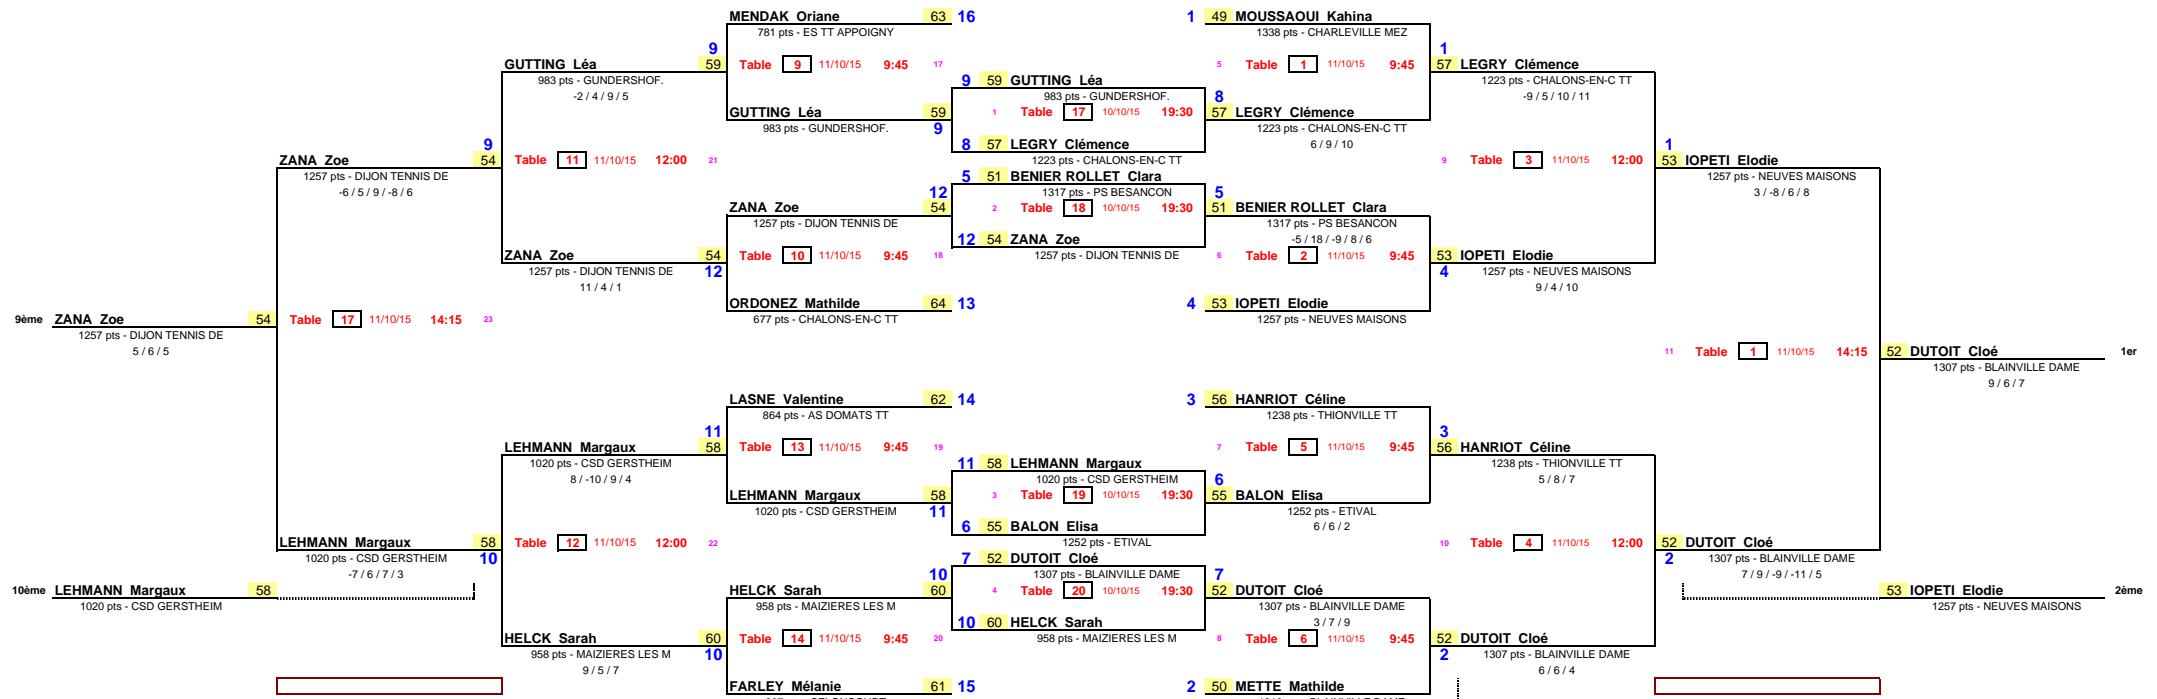 MENDAK Oriane 63 16
781 pts - ES TT APPOIGNY
1 49 MOUSSAOUI Kahina
1338 pts - CHARLEVILLE MEZ
9
GUTTING Léa 59
983 pts - GUNDERSHOF.
-2 / 4 / 9 / 5
Table 9 11/10/15 9:45 17
5 Table 1 11/10/15 9:45
1
57 LEGRY Clémence
1223 pts - CHALONS-EN-C TT
-9 / 5 / 10 / 11
9 59 GUTTING Léa
983 pts - GUNDERSHOF.
GUTTING Léa 59
983 pts - GUNDERSHOF.
9
1 Table 17 10/10/15 19:30
8
57 LEGRY Clémence
1223 pts - CHALONS-EN-C TT
6 / 9 / 10
8 57 LEGRY Clémence
1223 pts - CHALONS-EN-C TT
9
ZANA Zoe 54
1257 pts - DIJON TENNIS DE
-6 / 5 / 9 / -8 / 6
Table 11 11/10/15 12:00 21
9 Table 3 11/10/15 12:00
1
53 IOPETI Elodie
1257 pts - NEUVES MAISONS
3 / -8 / 6 / 8
5 51 BENIER ROLLET Clara
1317 pts - PS BESANCON
12
ZANA Zoe 54
1257 pts - DIJON TENNIS DE
2 Table 18 10/10/15 19:30
5
51 BENIER ROLLET Clara
1317 pts - PS BESANCON
-5 / 18 / -9 / 8 / 6
12 54 ZANA Zoe
1257 pts - DIJON TENNIS DE
ZANA Zoe 54
1257 pts - DIJON TENNIS DE
12
11 / 4 / 1
Table 10 11/10/15 9:45 18
6 Table 2 11/10/15 9:45
53 IOPETI Elodie
4
1257 pts - NEUVES MAISONS
9 / 4 / 10
ORDONEZ Mathilde 64 13
677 pts - CHALONS-EN-C TT
4 53 IOPETI Elodie
1257 pts - NEUVES MAISONS
9ème ZANA Zoe 54
1257 pts - DIJON TENNIS DE
5 / 6 / 5
Table 17 11/10/15 14:15 23
11 Table 1 11/10/15 14:15
52 DUTOIT Cloé 1er
1307 pts - BLAINVILLE DAME
9 / 6 / 7
LASNE Valentine 62 14
864 pts - AS DOMATS TT
3 56 HANRIOT Céline
1238 pts - THIONVILLE TT
11
LEHMANN Margaux 58
1020 pts - CSD GERSTHEIM
8 / -10 / 9 / 4
Table 13 11/10/15 9:45 19
7 Table 5 11/10/15 9:45
3
56 HANRIOT Céline
1238 pts - THIONVILLE TT
5 / 8 / 7
11 58 LEHMANN Margaux
1020 pts - CSD GERSTHEIM
LEHMANN Margaux 58
1020 pts - CSD GERSTHEIM
11
3 Table 19 10/10/15 19:30
6
55 BALON Elisa
1252 pts - ETIVAL
6 / 6 / 2
6 55 BALON Elisa
1252 pts - ETIVAL
LEHMANN Margaux 58
1020 pts - CSD GERSTHEIM
10
-7 / 6 / 7 / 3
Table 12 11/10/15 12:00 22
10 Table 4 11/10/15 12:00
52 DUTOIT Cloé
2
1307 pts - BLAINVILLE DAME
7 / 9 / -9 / -11 / 5
7 52 DUTOIT Cloé
1307 pts - BLAINVILLE DAME
10ème LEHMANN Margaux 58
1020 pts - CSD GERSTHEIM
10
HELCK Sarah 60
958 pts - MAIZIERES LES M
4 Table 20 10/10/15 19:30
7
52 DUTOIT Cloé
1307 pts - BLAINVILLE DAME
3 / 7 / 9
53 IOPETI Elodie 2ème
1257 pts - NEUVES MAISONS
10 60 HELCK Sarah
958 pts - MAIZIERES LES M
HELCK Sarah 60
958 pts - MAIZIERES LES M
10
9 / 5 / 7
Table 14 11/10/15 9:45 20
8 Table 6 11/10/15 9:45
52 DUTOIT Cloé
2
1307 pts - BLAINVILLE DAME
6 / 6 / 4
FARLEY Mélanie 61 15
2 50 METTE Mathilde